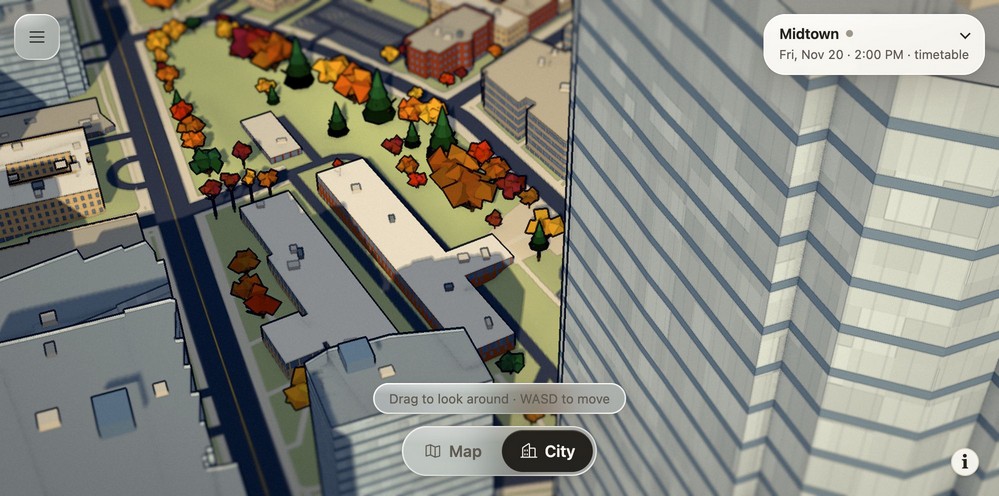 Midtown
Fri, Nov 20 · 2:00 PM · timetable
Drag to look around · WASD to move
Map
City
i